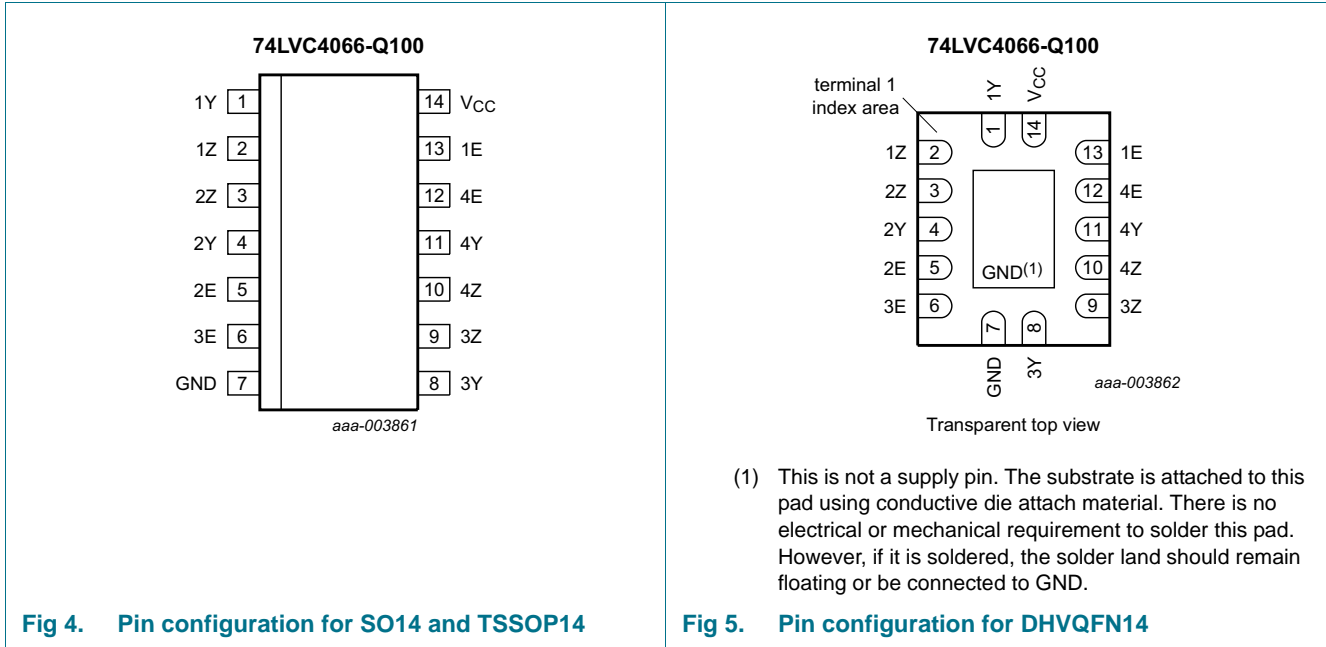 74LVC4066-Q100
1Y 1
14 VCC
1Z 2
13 1E
2Z 3
12 4E
2Y 4
11 4Y
2E 5
10 4Z
3E 6
9 3Z
GND 7
8 3Y
aaa-003861
Fig 4. Pin configuration for SO14 and TSSOP14
74LVC4066-Q100
terminal 1
index area
1Y
VCC
1
14
1Z 2
13 1E
2Z 3
12 4E
2Y 4
11 4Y
2E 5
GND(1)
10 4Z
3E 6
9 3Z
7
8
GND
3Y
aaa-003862
Transparent top view
(1) This is not a supply pin. The substrate is attached to this
pad using conductive die attach material. There is no
electrical or mechanical requirement to solder this pad.
However, if it is soldered, the solder land should remain
floating or be connected to GND.
Fig 5. Pin configuration for DHVQFN14